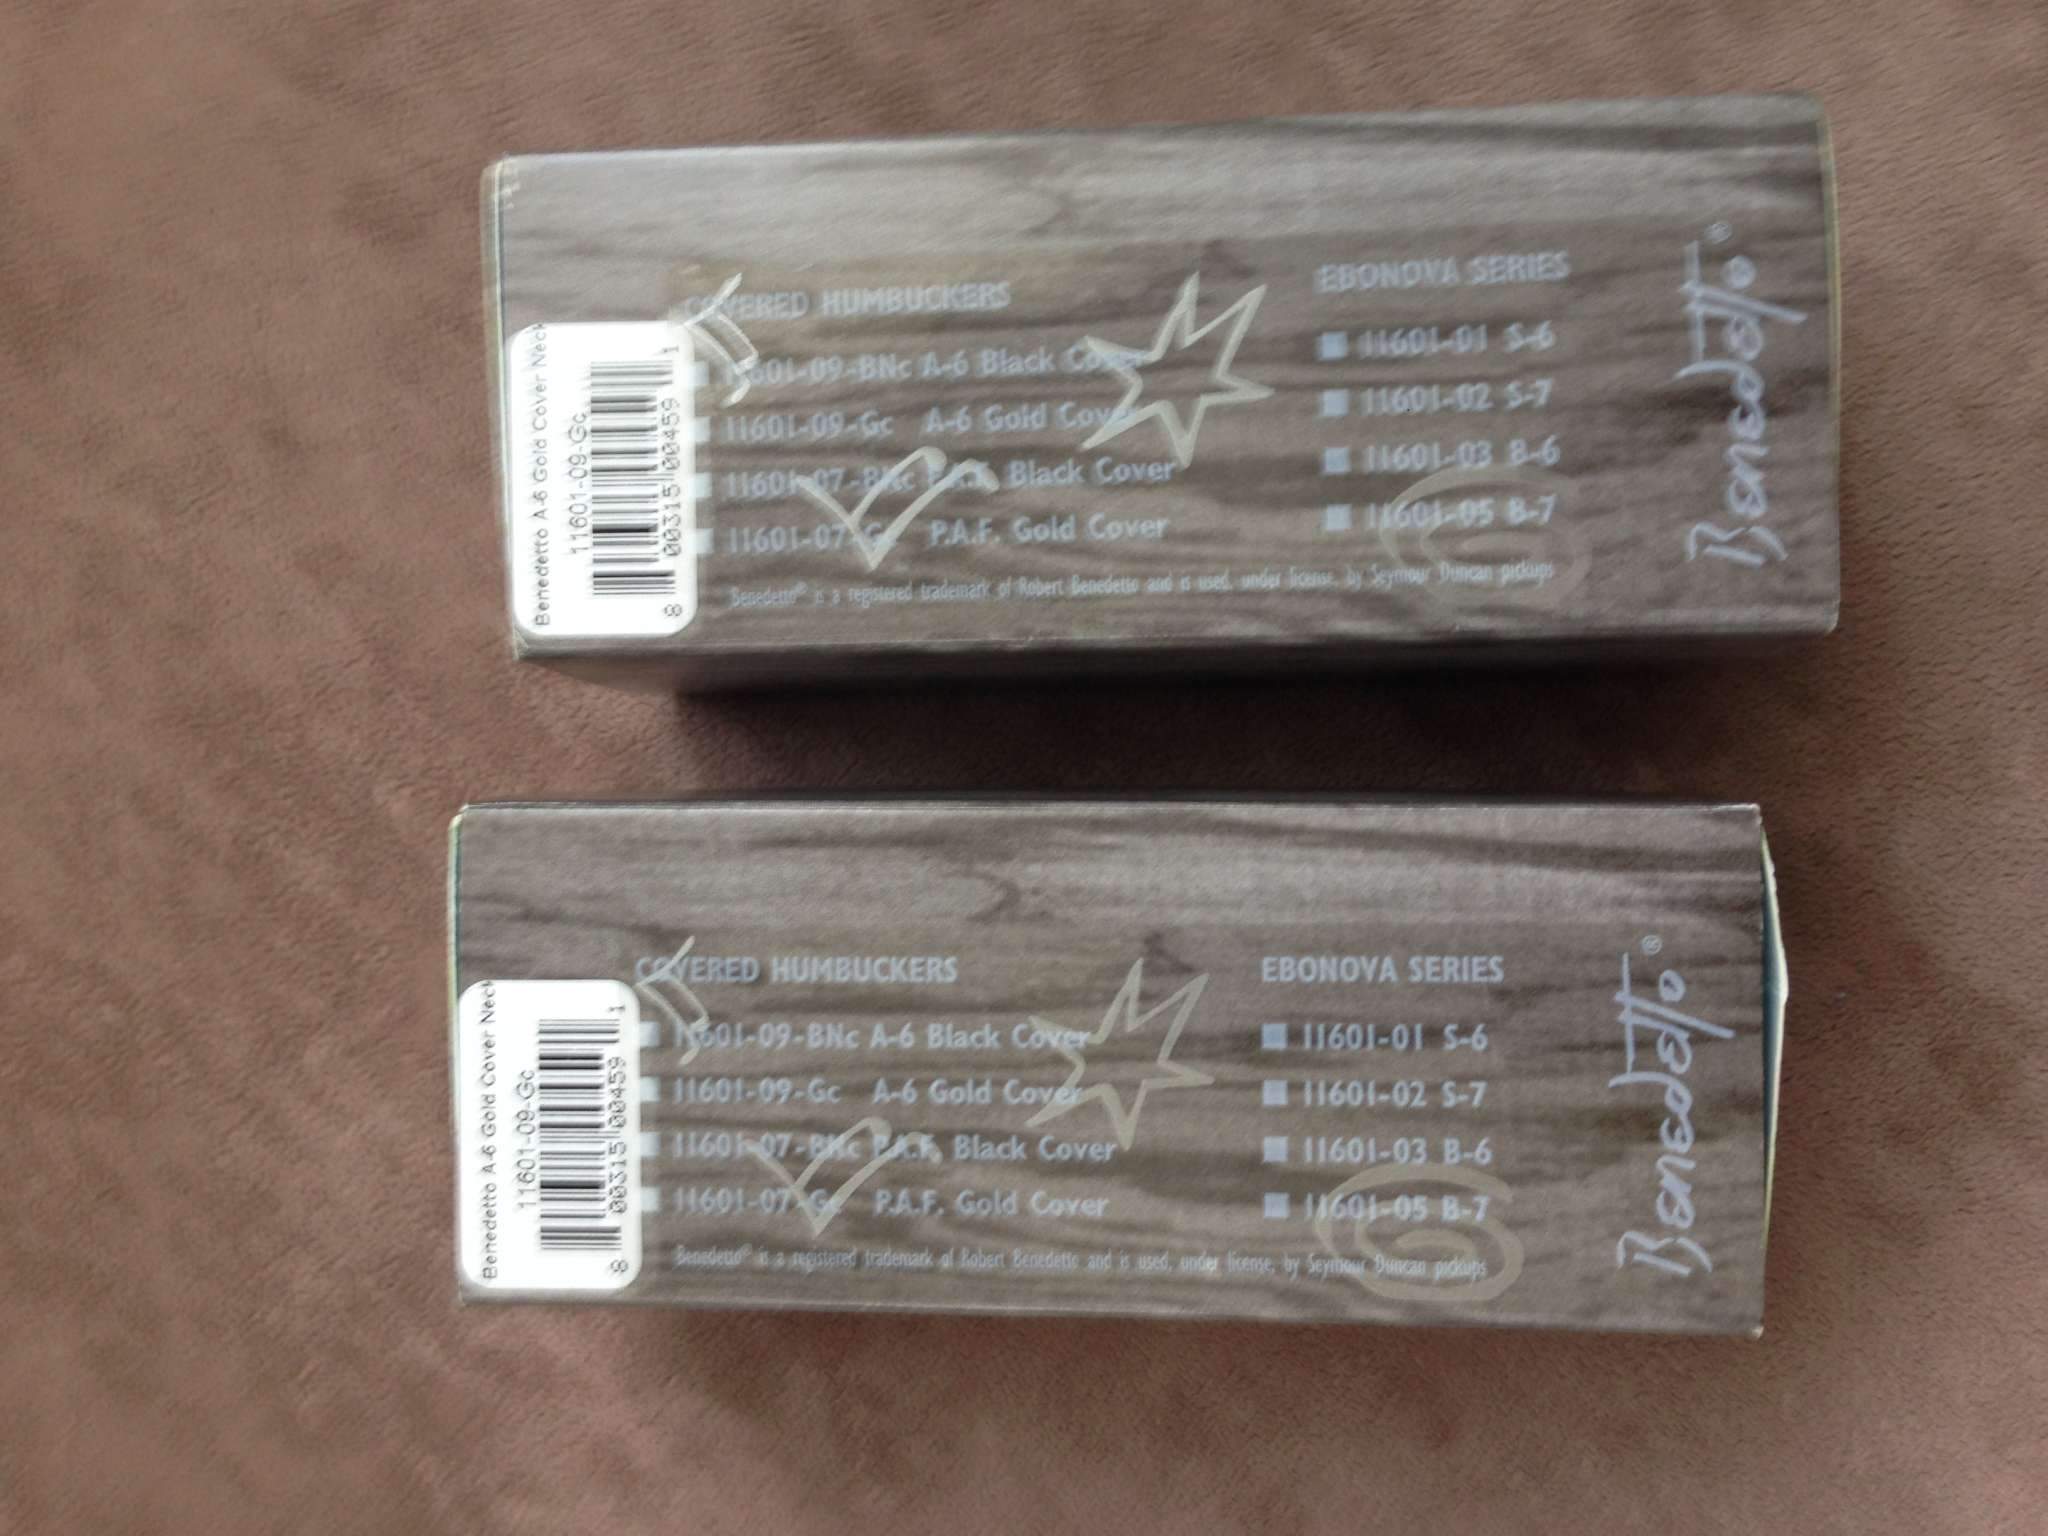 COVERED HUMBUCKERS
11601-09-BNc A-6 Black Cover
11601-09-Gc A-6 Gold Cover
11601-07-BNc P.A.F. Black Cover
11601-07-Gc P.A.F. Gold Cover
EBONOVA SERIES
11601-01 S-6
11601-02 S-7
11601-03 B-6
11601-05 B-7
Benedetto® is a registered trademark of Robert Benedetto and is used, under license, by Seymour Duncan pickups
Benedetto®
Benedetto A-6 Gold Cover Neck
11601-09-Gc
8 00315 00459 1
COVERED HUMBUCKERS
11601-09-BNc A-6 Black Cover
11601-09-Gc A-6 Gold Cover
11601-07-BNc P.A.F. Black Cover
11601-07-Gc P.A.F. Gold Cover
EBONOVA SERIES
11601-01 S-6
11601-02 S-7
11601-03 B-6
11601-05 B-7
Benedetto® is a registered trademark of Robert Benedetto and is used, under license, by Seymour Duncan pickups
Benedetto®
Benedetto A-6 Gold Cover Neck
11601-09-Gc
8 00315 00459 1